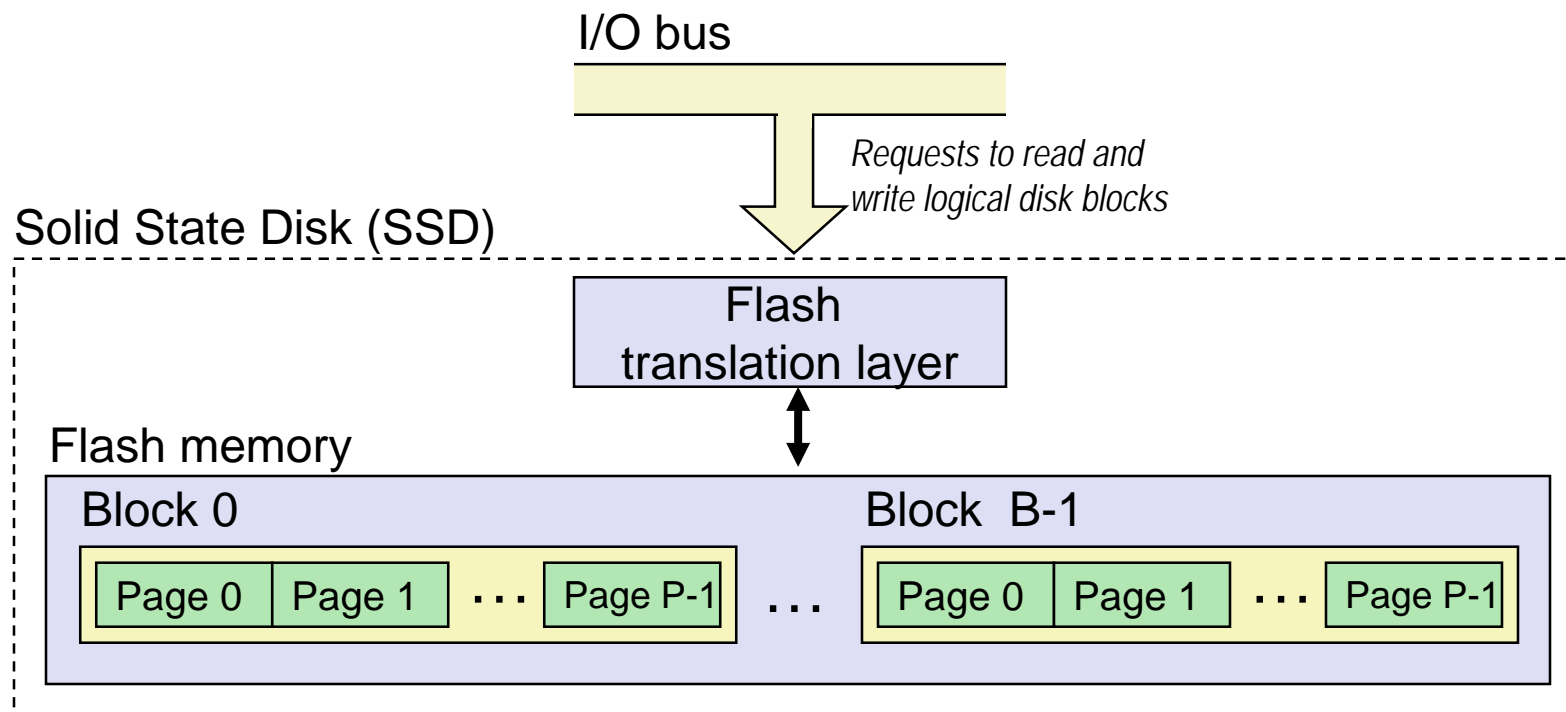 I/O bus
Requests to read and
write logical disk blocks
Solid State Disk (SSD)
Flash
translation layer
Flash memory
Block 0
Block B-1
Page 0 Page 1 ... Page P-1 ... Page 0 Page 1 ... Page P-1